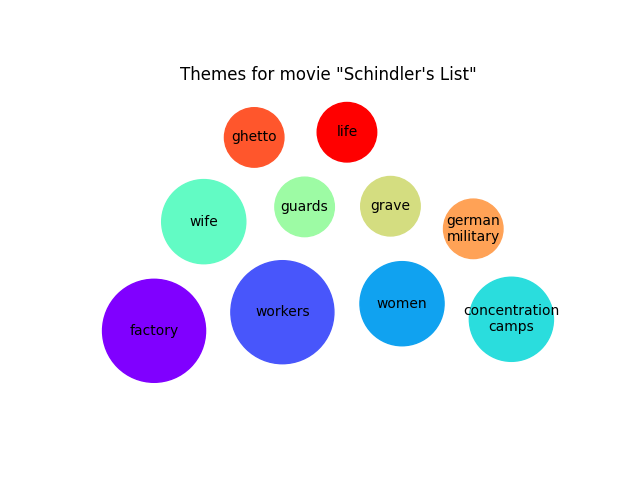 Themes for movie "Schindler's List"
ghetto
life
wife
guards
grave
german
military
factory
workers
women
concentration
camps